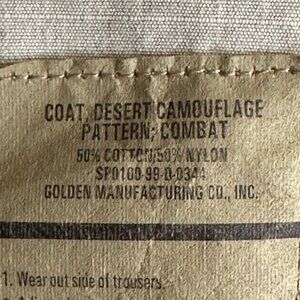 COAT, DESERT CAMOUFLAGE
PATTERN: COMBAT
50% COTTON/50% NYLON
SPO100-99-D-0344
GOLDEN MANUFACTURING CO., INC.
1. Wear out side of trousers.